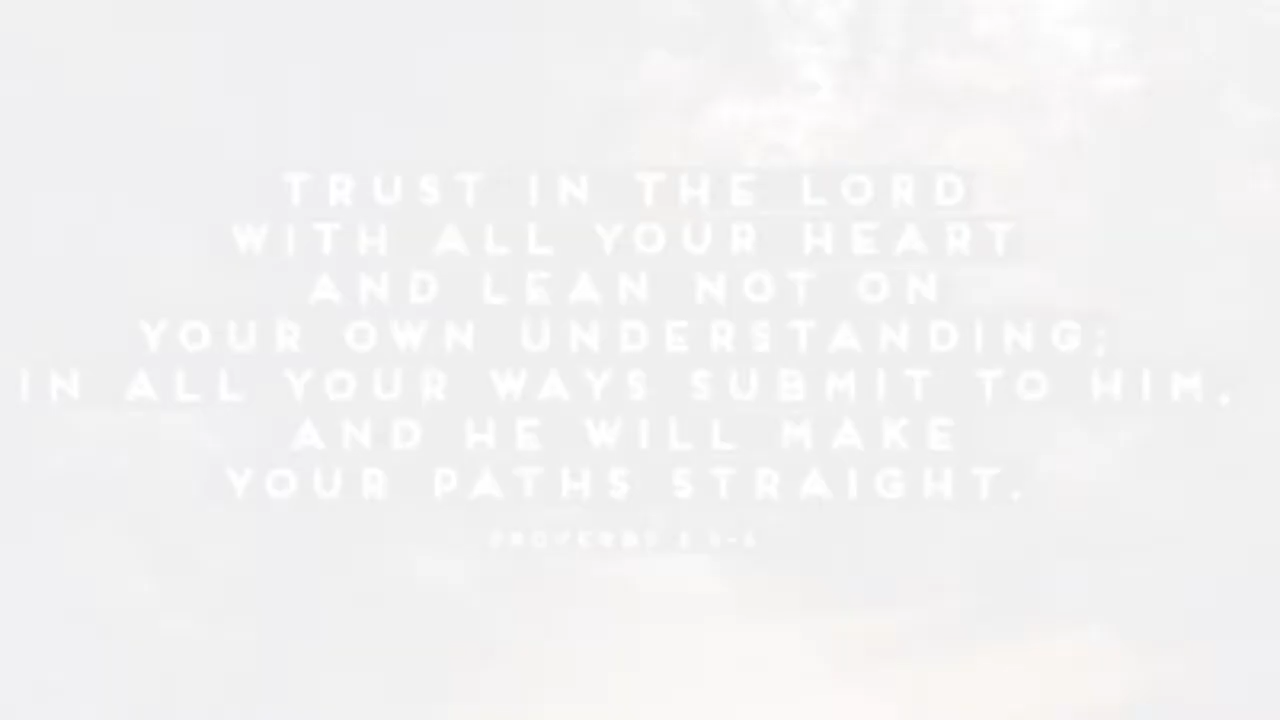 TRUST IN THE LORD
WITH ALL YOUR HEART
AND LEAN NOT ON
YOUR OWN UNDERSTANDING;
IN ALL YOUR WAYS SUBMIT TO HIM,
AND HE WILL MAKE
YOUR PATHS STRAIGHT.
PROVERBS